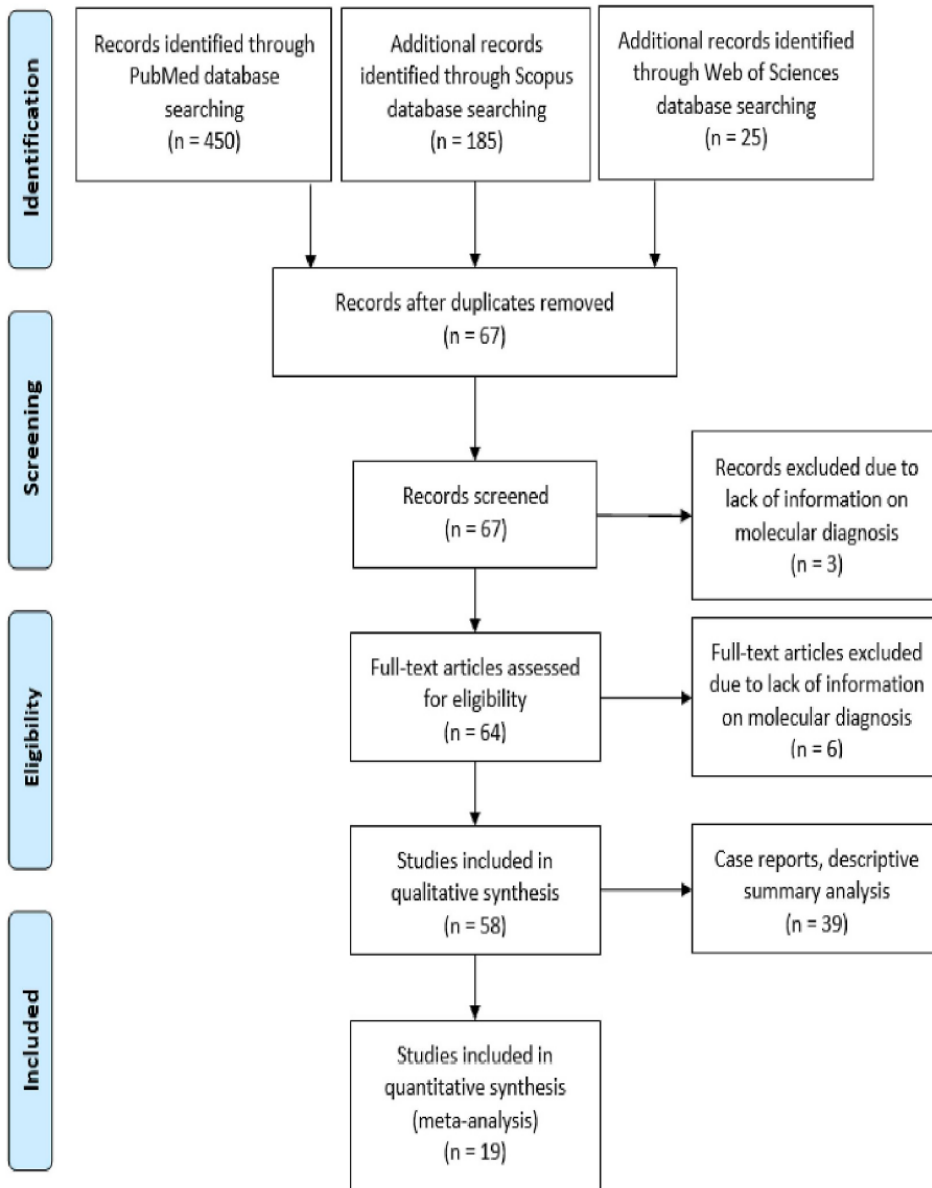 Identification
Records identified through
PubMed database
searching
(n = 450)
Additional records
identified through Scopus
database searching
(n = 185)
Additional records identified
through Web of Sciences
database searching
(n = 25)
Records after duplicates removed
(n = 67)
Screening
Records screened
(n = 67)
Records excluded due to
lack of information on
molecular diagnosis
(n = 3)
Eligibility
Full-text articles assessed
for eligibility
(n = 64)
Full-text articles excluded
due to lack of information
on molecular diagnosis
(n = 6)
Studies included in
qualitative synthesis
(n = 58)
Case reports, descriptive
summary analysis
(n = 39)
Included
Studies included in
quantitative synthesis
(meta-analysis)
(n = 19)